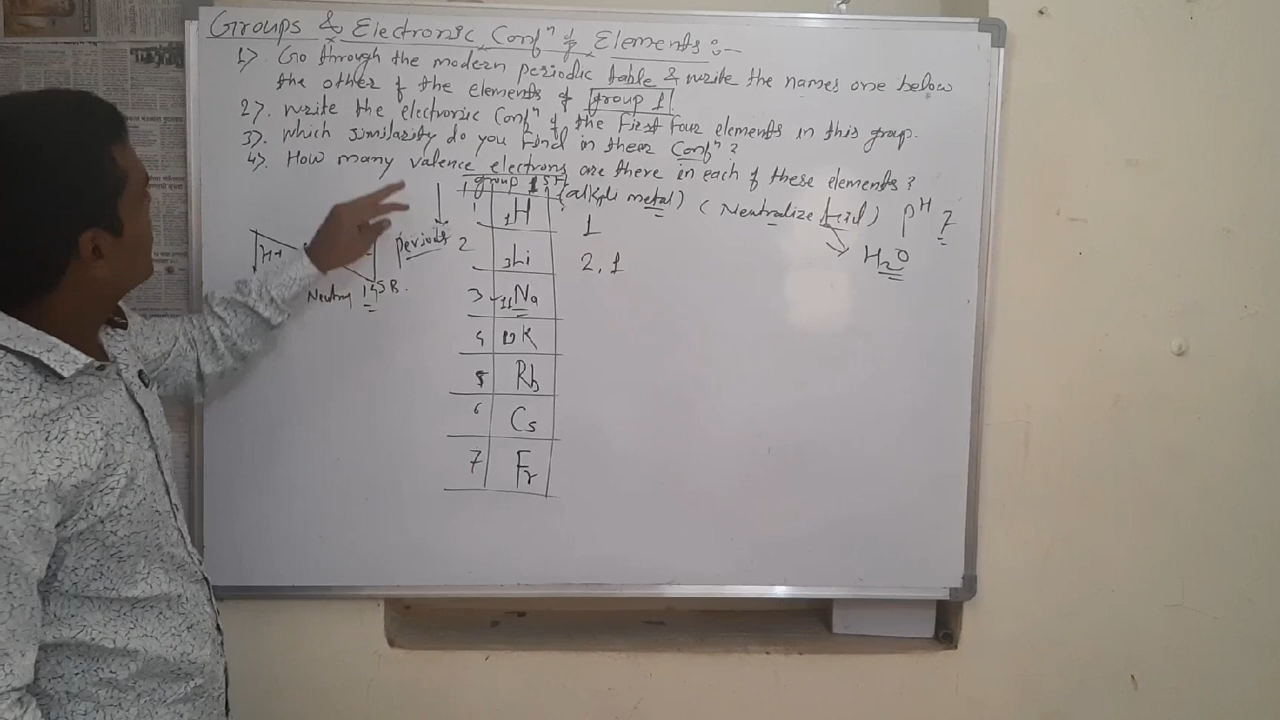 Groups & Electronic Confⁿ of Elements :-
1). Go through the modern periodic table & write the names one below
the other of the elements of group 1.
2). Write the electronic Confⁿ of the first four elements in this group.
3). Which similarity do you find in their Confⁿ ?
4). How many valence electrons are there in each of these elements ?
group 1st (alkali metal) (Neutralize Acid) pH 7
1 ₁H 1 H₂O
periods 2 ₃Li 2, 1
3 ₁₁Na
4 K
5 Rb
6 Cs
7 Fr